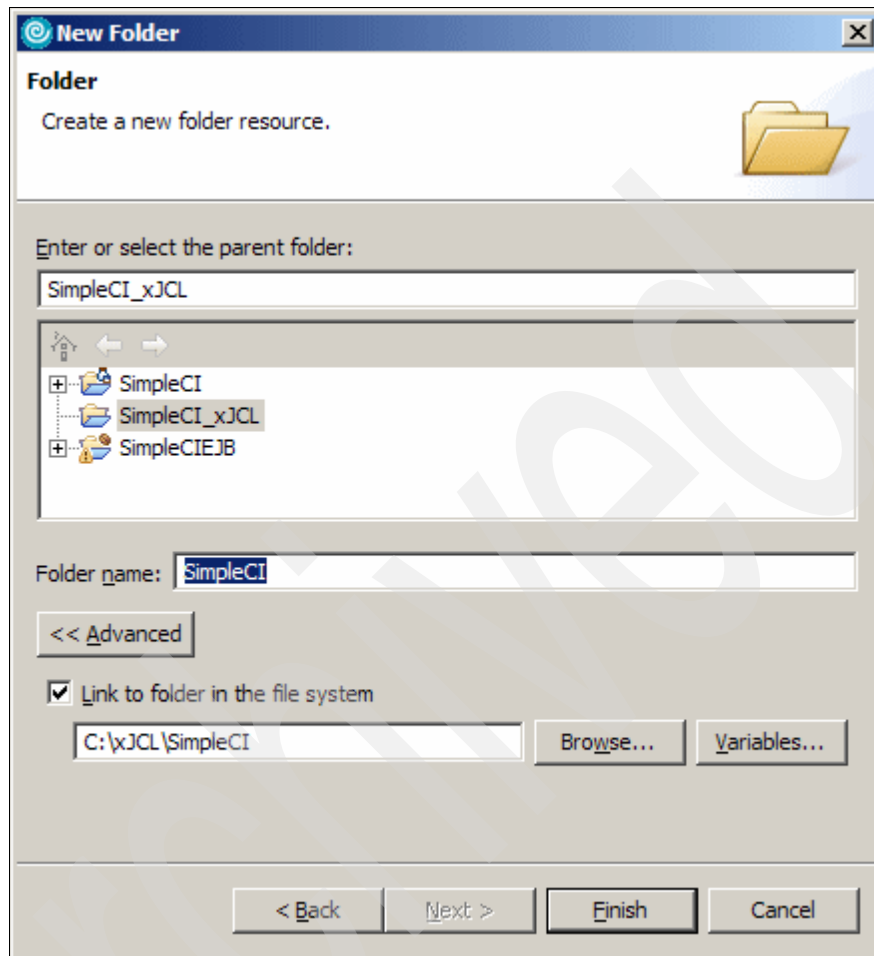 New Folder
Folder
Create a new folder resource.
Enter or select the parent folder:
SimpleCI_xJCL
SimpleCI
SimpleCI_xJCL
SimpleCIEJB
Folder name: SimpleCI
<< Advanced
Link to folder in the file system
C:\xJCL\SimpleCI Browse... Variables...
< Back Next > Finish Cancel